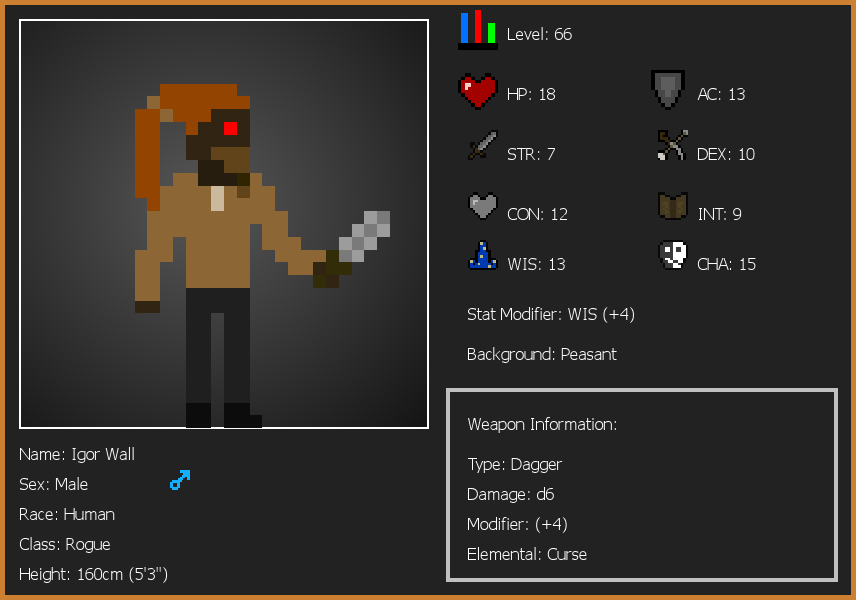 Level: 66
HP: 18
AC: 13
STR: 7
DEX: 10
CON: 12
INT: 9
WIS: 13
CHA: 15
Stat Modifier: WIS (+4)
Background: Peasant
Weapon Information:
Type: Dagger
Damage: d6
Modifier: (+4)
Elemental: Curse
Name: Igor Wall
Sex: Male
Race: Human
Class: Rogue
Height: 160cm (5'3")